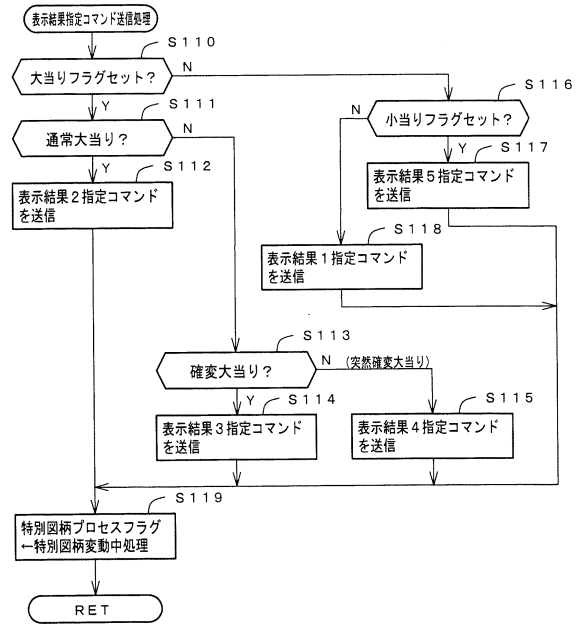 表示結果指定コマンド送信処理
S110
大当りフラグセット？
N
Y
S116
小当りフラグセット？
N
Y
S111
通常大当り？
N
Y
S117
表示結果5指定コマンド
を送信
S112
表示結果2指定コマンド
を送信
S118
表示結果1指定コマンド
を送信
S113
確変大当り？
N
(突然確変大当り)
Y
S114
表示結果3指定コマンド
を送信
S115
表示結果4指定コマンド
を送信
S119
特別図柄プロセスフラグ
←特別図柄変動中処理
RET